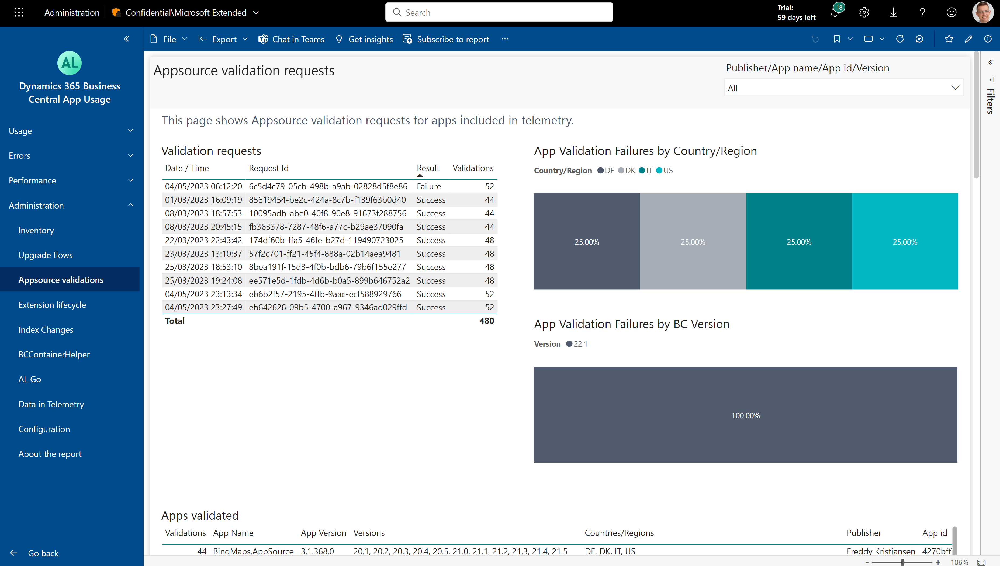 Administration
Confidential\Microsoft Extended
Search
Trial:
59 days left
18
File
Export
Chat in Teams
Get insights
Subscribe to report
AL
Dynamics 365 Business
Central App Usage
Usage
Errors
Performance
Administration
Inventory
Upgrade flows
Appsource validations
Extension lifecycle
Index Changes
BCContainerHelper
AL Go
Data in Telemetry
Configuration
About the report
Go back
Appsource validation requests
Publisher/App name/App id/Version
All
Filters
This page shows Appsource validation requests for apps included in telemetry.
Validation requests
Date / Time Request Id Result Validations
04/05/2023 06:12:20 6c5d4c79-05cb-498b-a9ab-02828d5f8e86 Failure 52
01/03/2023 16:09:19 85619454-be2c-424a-8c7b-f139f63b0d40 Success 44
08/03/2023 18:57:53 10095adb-abe0-40f8-90e8-91673f288756 Success 44
08/03/2023 20:45:15 fb363378-7287-48f6-a77c-b29ae37090fa Success 44
22/03/2023 22:43:42 174df60b-ffa5-46fe-b27d-119490723025 Success 48
23/03/2023 13:10:37 57f2c701-ff21-45f4-888a-02b14aea9481 Success 48
25/03/2023 18:53:10 8bea191f-15d3-4f0b-bdb6-79b6f155e277 Success 48
25/03/2023 19:24:08 ee571e5d-1fdb-4d6b-b0a5-899b646752a2 Success 48
04/05/2023 23:13:34 eb6b2f57-2195-4ffb-9aac-ecf588929766 Success 52
04/05/2023 23:27:49 eb642626-09b5-4700-a967-9346ad029ffd Success 52
Total 480
App Validation Failures by Country/Region
Country/Region DE DK IT US
25.00% 25.00% 25.00% 25.00%
App Validation Failures by BC Version
Version 22.1
100.00%
Apps validated
Validations App Name App Version Versions Countries/Regions Publisher App id
44 BingMaps.AppSource 3.1.368.0 20.1, 20.2, 20.3, 20.4, 20.5, 21.0, 21.1, 21.2, 21.3, 21.4, 21.5 DE, DK, IT, US Freddy Kristiansen 4270bff
- + 106%